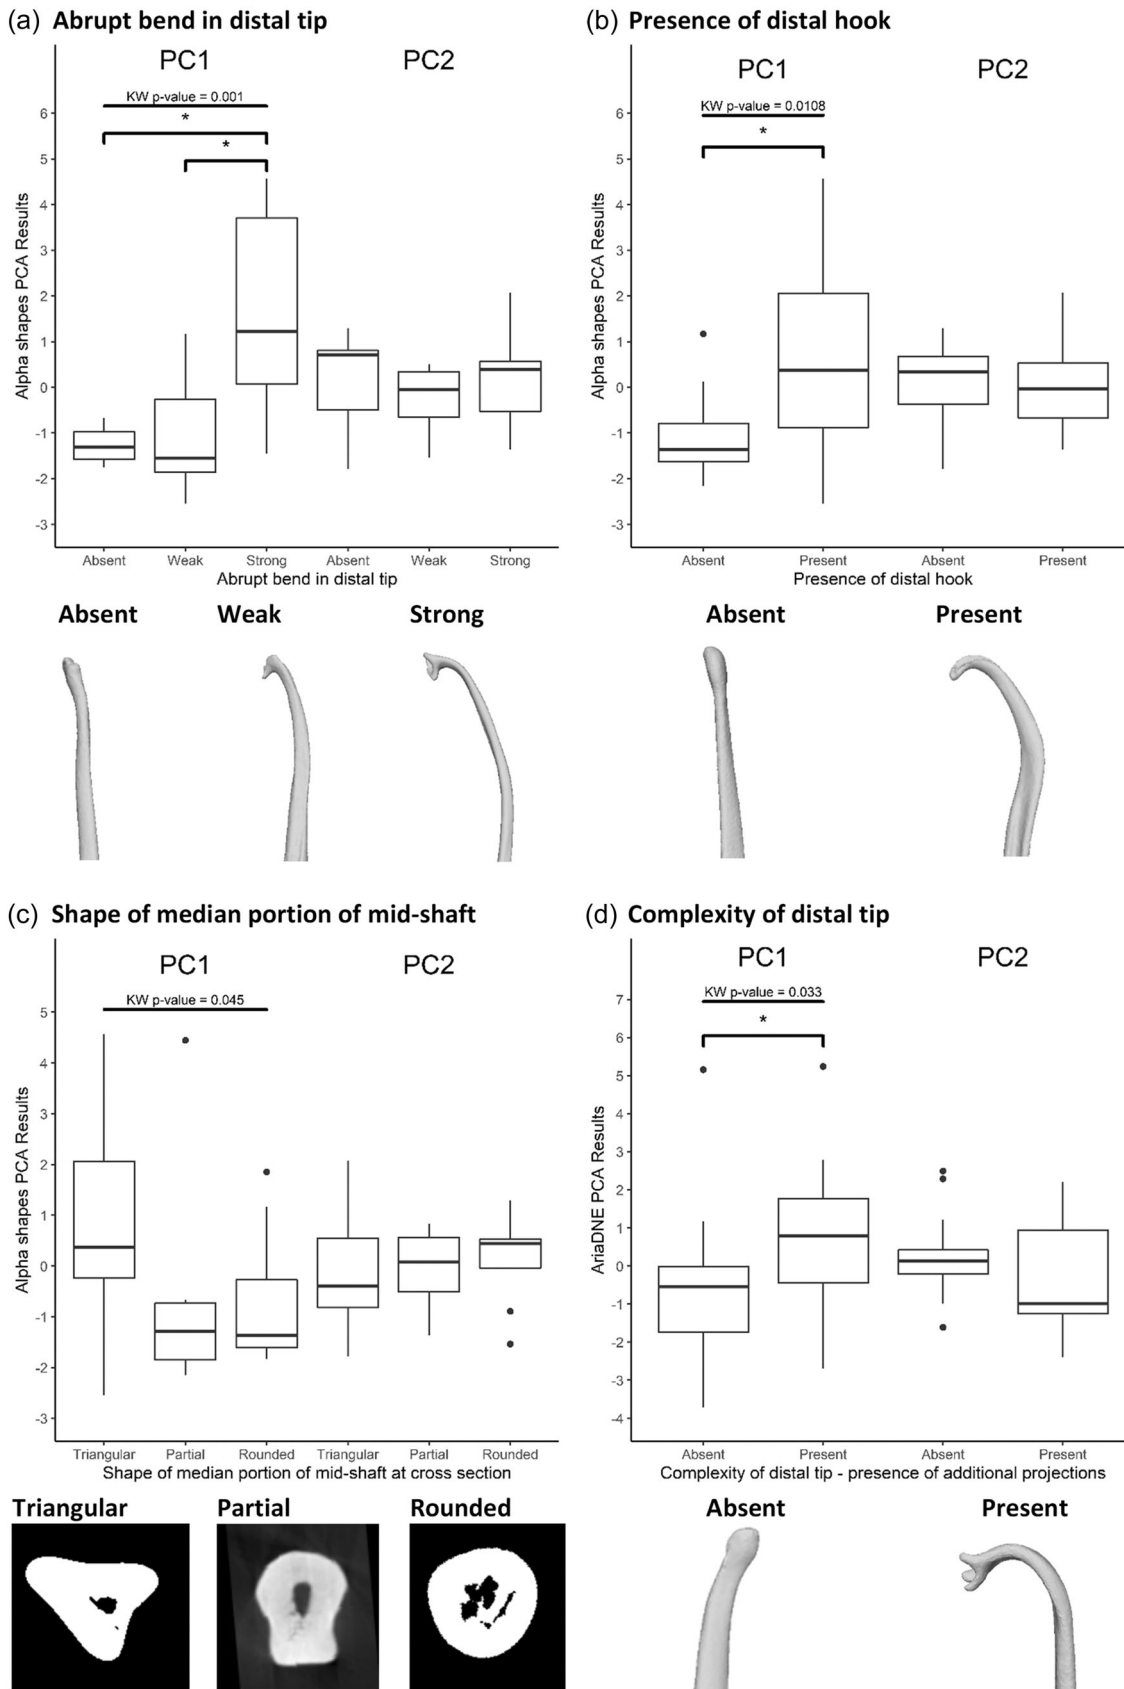 (a) Abrupt bend in distal tip
PC1 PC2
KW p-value = 0.001
*
*
6
5
4
3
2
1
0
-1
-2
-3
Alpha shapes PCA Results
Absent Weak Strong Absent Weak Strong
Abrupt bend in distal tip
Absent Weak Strong
(b) Presence of distal hook
PC1 PC2
KW p-value = 0.0108
*
6
5
4
3
2
1
0
-1
-2
-3
Alpha shapes PCA Results
Absent Present Absent Present
Presence of distal hook
Absent Present
(c) Shape of median portion of mid-shaft
PC1 PC2
KW p-value = 0.045
5
4
3
2
1
0
-1
-2
-3
Alpha shapes PCA Results
Triangular Partial Rounded Triangular Partial Rounded
Shape of median portion of mid-shaft at cross section
Triangular Partial Rounded
(d) Complexity of distal tip
PC1 PC2
KW p-value = 0.033
*
7
6
5
4
3
2
1
0
-1
-2
-3
-4
AriaDNE PCA Results
Absent Present Absent Present
Complexity of distal tip - presence of additional projections
Absent Present